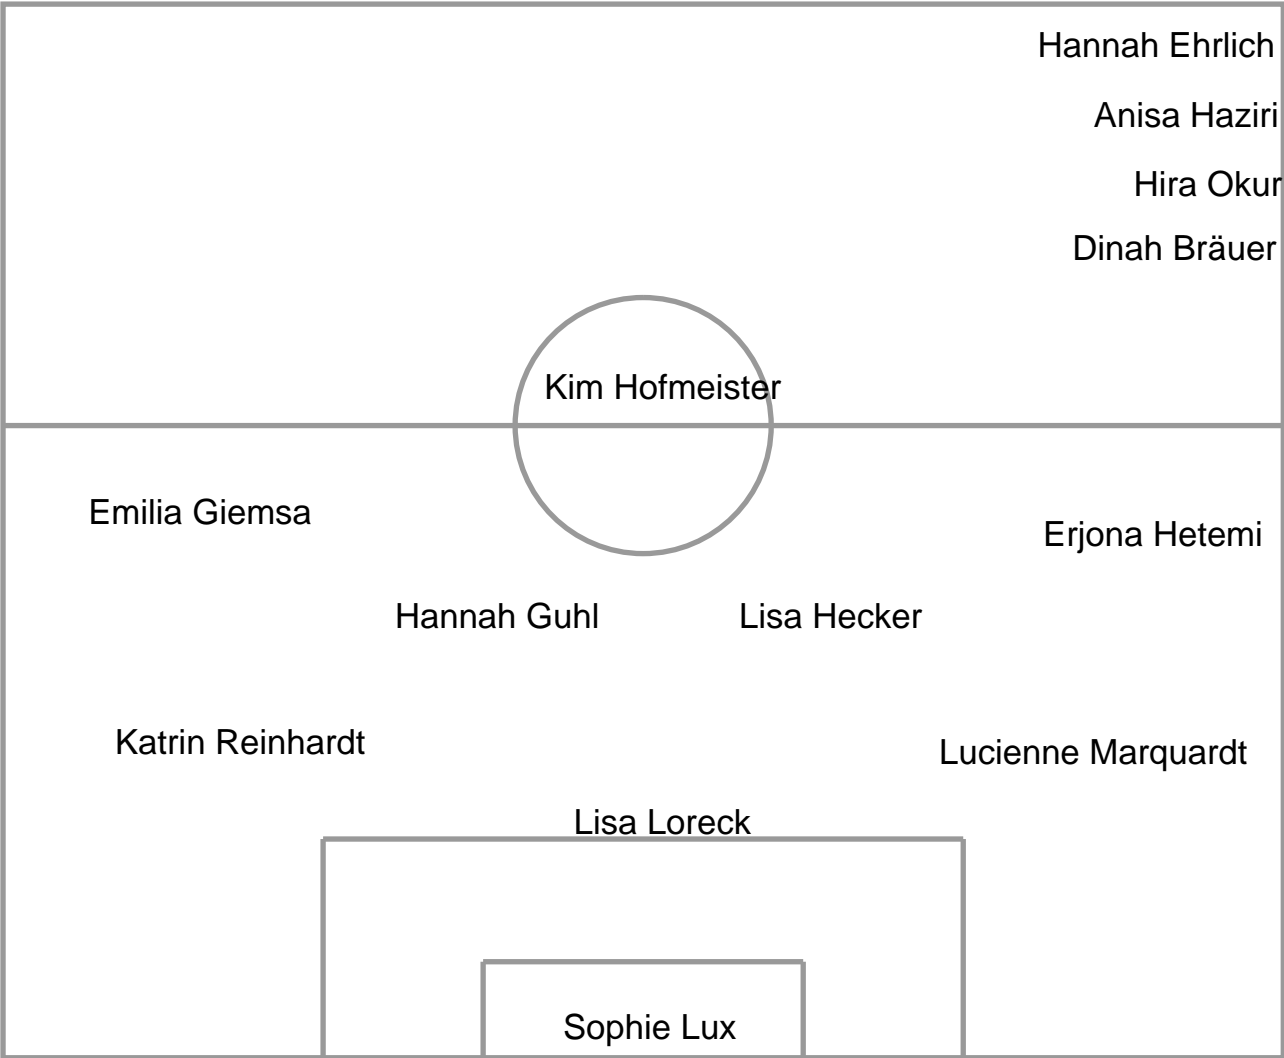 Hannah Ehrlich
Anisa Haziri
Hira Okur
Dinah Bräuer
Kim Hofmeister
Emilia Giemsa
Erjona Hetemi
Hannah Guhl
Lisa Hecker
Katrin Reinhardt
Lucienne Marquardt
Lisa Loreck
Sophie Lux